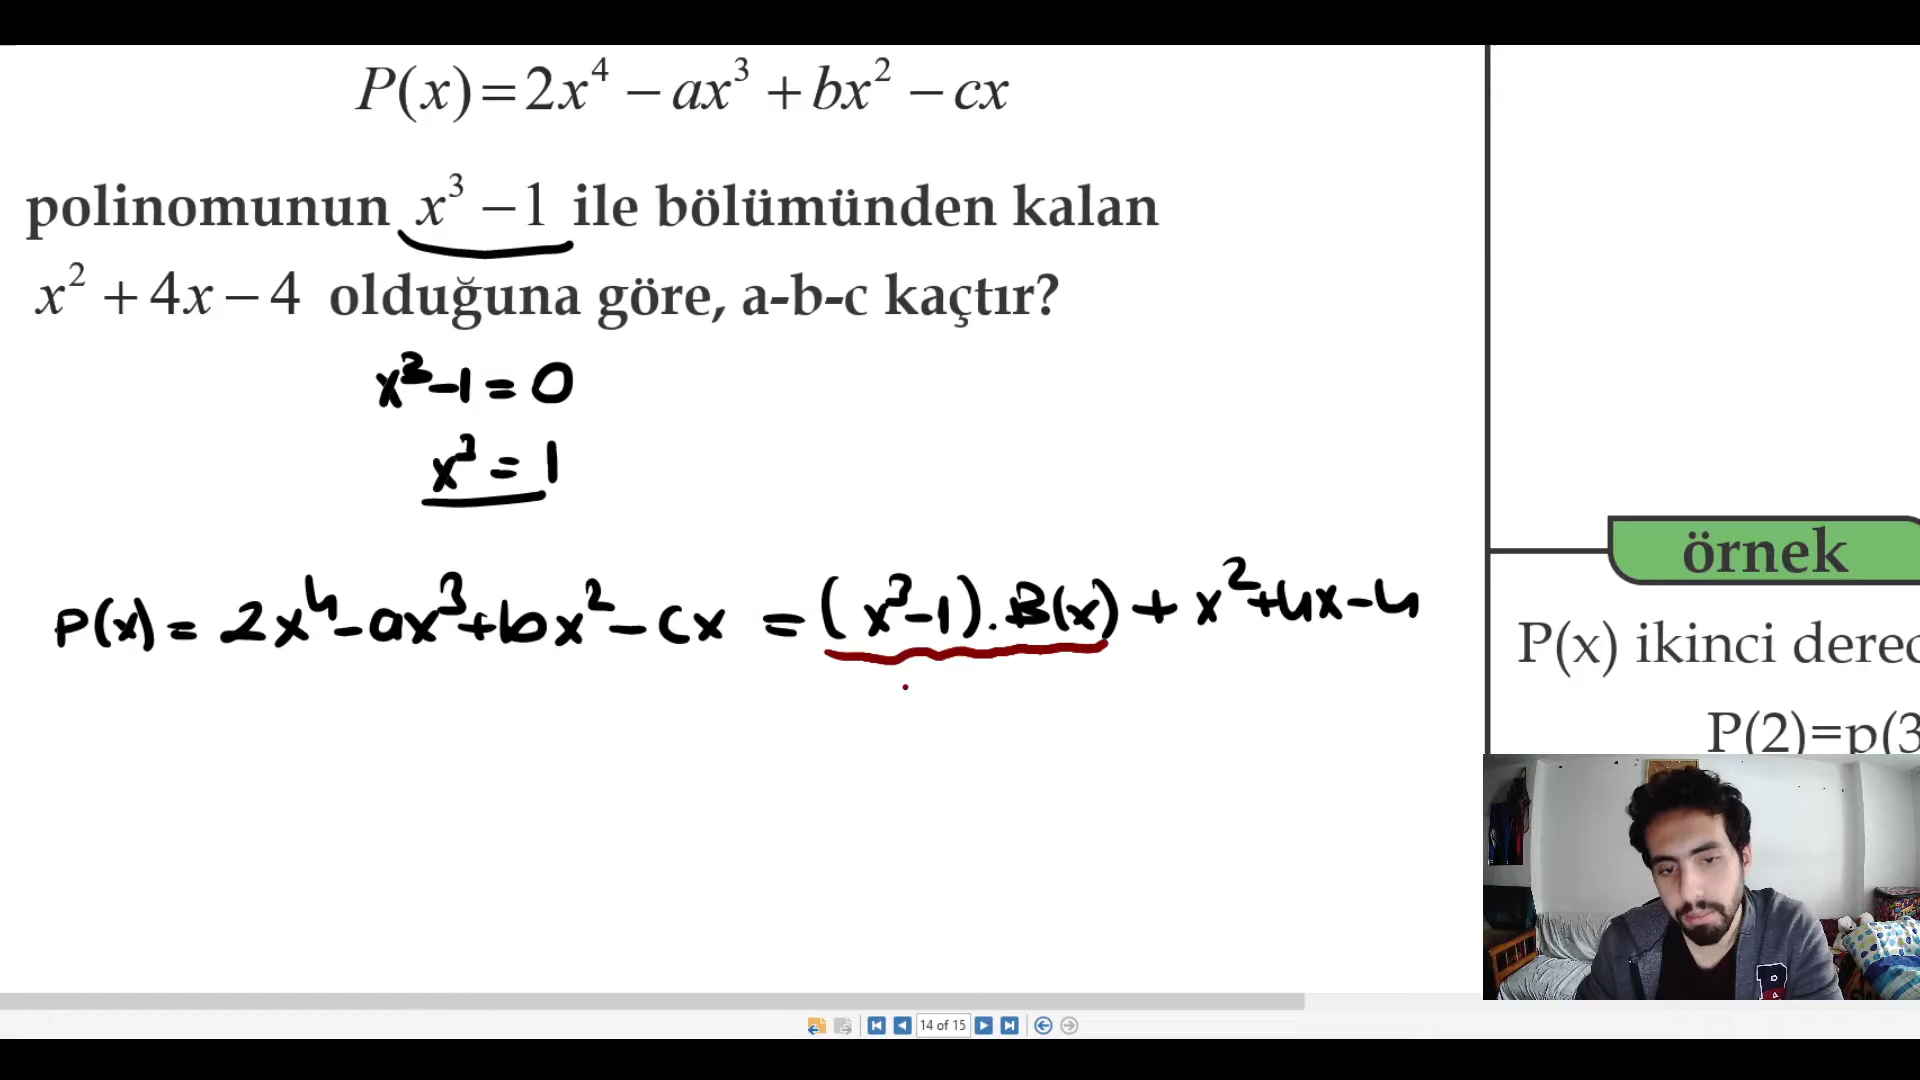 P(x)=2x⁴−ax³+bx²−cx
polinomunun x³−1 ile bölümünden kalan
x²+4x−4 olduğuna göre, a-b-c kaçtır?
x³-1=0
x³=1
P(x)=2x⁴-ax³+bx²-cx=(x³-1).B(x)+x²+4x-4
örnek
P(x) ikinci derec
P(2)=p(3
14 of 15